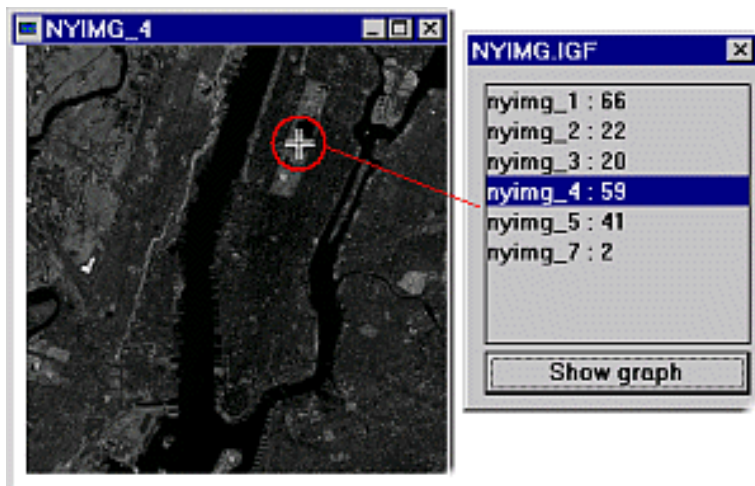 NYIMG_4
NYIMG.IGF
nyimg_1 : 66
nyimg_2 : 22
nyimg_3 : 20
nyimg_4 : 59
nyimg_5 : 41
nyimg_7 : 2
Show graph